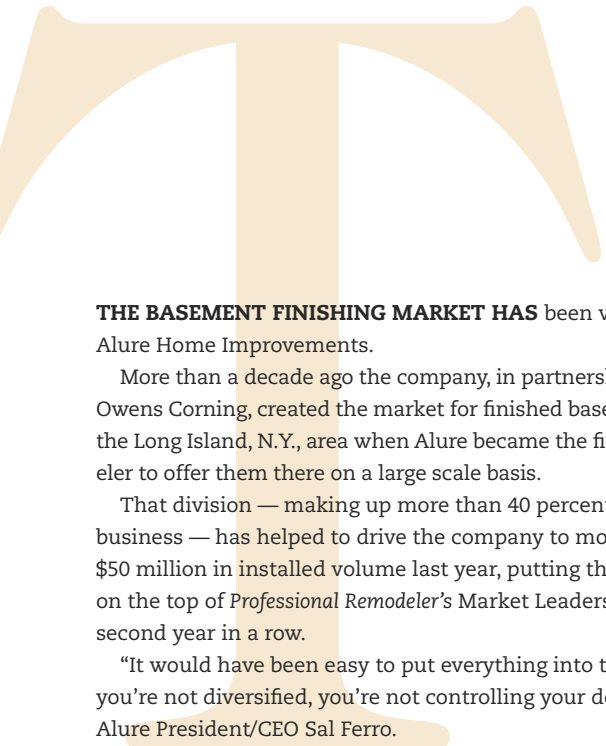 T
THE BASEMENT FINISHING MARKET HAS been
Alure Home Improvements.
More than a decade ago the company, in
Owens Corning, created the market for finished
the Long Island, N.Y., area when Alure became the
eler to offer them there on a large scale basis.
That division — making up more than 40
business — has helped to drive the company to
$50 million in installed volume last year, putting
on the top of Professional Remodeler’s Market
second year in a row.
“It would have been easy to put everything into
you’re not diversified, you’re not controlling your
Alure President/CEO Sal Ferro.